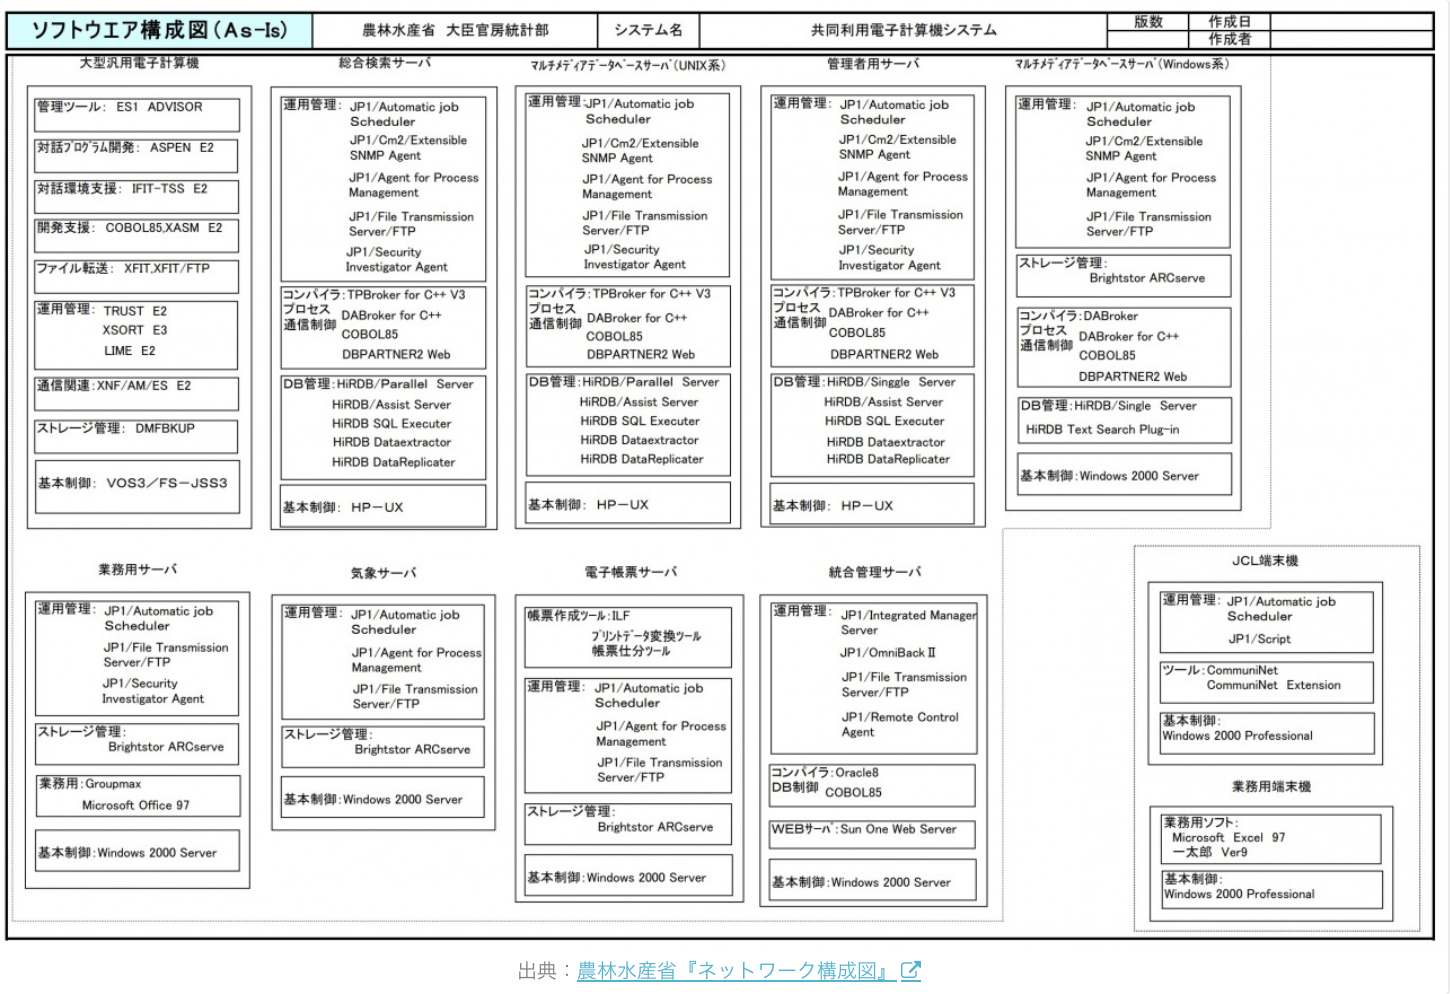 ソフトウエア構成図(As-Is)
農林水産省 大臣官房統計部
システム名
共同利用電子計算機システム
版数
作成日
作成者
大型汎用電子計算機
管理ツール: ES1 ADVISOR
対話プログラム開発: ASPEN E2
対話環境支援: IFIT-TSS E2
開発支援: COBOL85,XASM E2
ファイル転送: XFIT,XFIT/FTP
運用管理: TRUST E2
XSORT E3
LIME E2
通信関連:XNF/AM/ES E2
ストレージ管理: DMFBKUP
基本制御: VOS3/FS-JSS3
総合検索サーバ
運用管理: JP1/Automatic job
Scheduler
JP1/Cm2/Extensible
SNMP Agent
JP1/Agent for Process
Management
JP1/File Transmission
Server/FTP
JP1/Security
Investigator Agent
コンパイラ:TPBroker for C++ V3
プロセス
通信制御 DABroker for C++
COBOL85
DBPARTNER2 Web
DB管理:HiRDB/Parallel Server
HiRDB/Assist Server
HiRDB SQL Executer
HiRDB Dataextractor
HiRDB DataReplicater
基本制御: HP-UX
マルチメディアデータベースサーバ(UNIX系)
運用管理:JP1/Automatic job
Scheduler
JP1/Cm2/Extensible
SNMP Agent
JP1/Agent for Process
Management
JP1/File Transmission
Server/FTP
JP1/Security
Investigator Agent
コンパイラ:TPBroker for C++ V3
プロセス
通信制御 DABroker for C++
COBOL85
DBPARTNER2 Web
DB管理:HiRDB/Parallel Server
HiRDB/Assist Server
HiRDB SQL Executer
HiRDB Dataextractor
HiRDB DataReplicater
基本制御: HP-UX
管理者用サーバ
運用管理: JP1/Automatic job
Scheduler
JP1/Cm2/Extensible
SNMP Agent
JP1/Agent for Process
Management
JP1/File Transmission
Server/FTP
JP1/Security
Investigator Agent
コンパイラ:TPBroker for C++ V3
プロセス
通信制御 DABroker for C++
COBOL85
DBPARTNER2 Web
DB管理:HiRDB/Singgle Server
HiRDB/Assist Server
HiRDB SQL Executer
HiRDB Dataextractor
HiRDB DataReplicater
基本制御: HP-UX
マルチメディアデータベースサーバ(Windows系)
運用管理: JP1/Automatic job
Scheduler
JP1/Cm2/Extensible
SNMP Agent
JP1/Agent for Process
Management
JP1/File Transmission
Server/FTP
ストレージ管理:
Brightstor ARCserve
コンパイラ:DABroker
プロセス
通信制御 DABroker for C++
COBOL85
DBPARTNER2 Web
DB管理:HiRDB/Single Server
HiRDB Text Search Plug-in
基本制御:Windows 2000 Server
業務用サーバ
運用管理: JP1/Automatic job
Scheduler
JP1/File Transmission
Server/FTP
JP1/Security
Investigator Agent
ストレージ管理:
Brightstor ARCserve
業務用:Groupmax
Microsoft Office 97
基本制御:Windows 2000 Server
気象サーバ
運用管理: JP1/Automatic job
Scheduler
JP1/Agent for Process
Management
JP1/File Transmission
Server/FTP
ストレージ管理:
Brightstor ARCserve
基本制御:Windows 2000 Server
電子帳票サーバ
帳票作成ツール:ILF
プリントデータ変換ツール
帳票仕分ツール
運用管理: JP1/Automatic job
Scheduler
JP1/Agent for Process
Management
JP1/File Transmission
Server/FTP
ストレージ管理:
Brightstor ARCserve
基本制御:Windows 2000 Server
統合管理サーバ
運用管理: JP1/Integrated Manager
Server
JP1/OmniBackⅡ
JP1/File Transmission
Server/FTP
JP1/Remote Control
Agent
コンパイラ:Oracle8
DB制御 COBOL85
WEBサーバ:Sun One Web Server
基本制御:Windows 2000 Server
JCL端末機
運用管理: JP1/Automatic job
Scheduler
JP1/Script
ツール:CommuniNet
CommuniNet Extension
基本制御:
Windows 2000 Professional
業務用端末機
業務用ソフト:
Microsoft Excel 97
一太郎 Ver9
基本制御:
Windows 2000 Professional
出典:農林水産省『ネットワーク構成図』